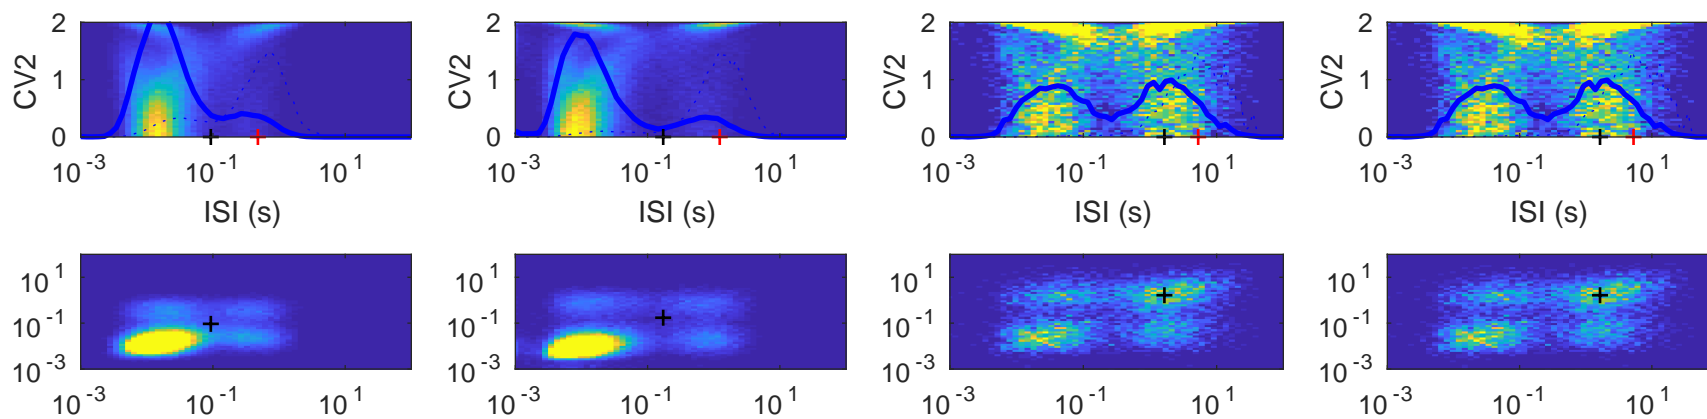 2 2 2 2
CV2 CV2 CV2 CV2
1 1 1 1
0 0 0 0
10^-3 10^-1 10^1 10^-3 10^-1 10^1 10^-3 10^-1 10^1 10^-3 10^-1 10^1
ISI (s) ISI (s) ISI (s) ISI (s)
10^1 10^1 10^1 10^1
10^-1 10^-1 10^-1 10^-1
10^-3 10^-3 10^-3 10^-3
10^-3 10^-1 10^1 10^-3 10^-1 10^1 10^-3 10^-1 10^1 10^-3 10^-1 10^1